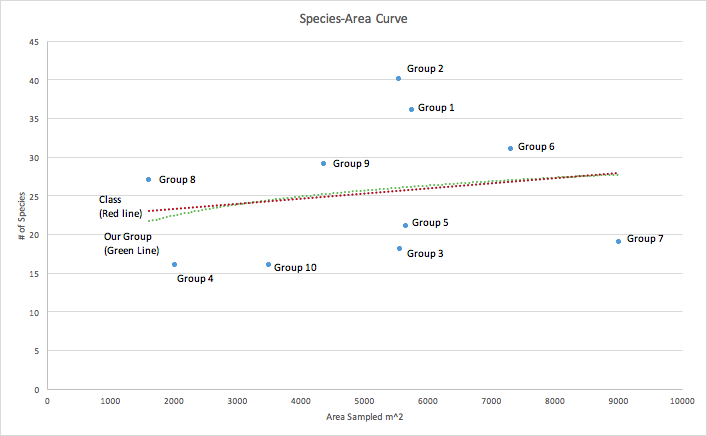 Species-Area Curve
45
40
35
30
25
20
15
10
5
0
# of Species
Group 2
Group 1
Group 6
Group 9
Group 8
Class
(Red line)
Group 5
Our Group
(Green Line)
Group 7
Group 3
Group 10
Group 4
0 1000 2000 3000 4000 5000 6000 7000 8000 9000 10000
Area Sampled m^2